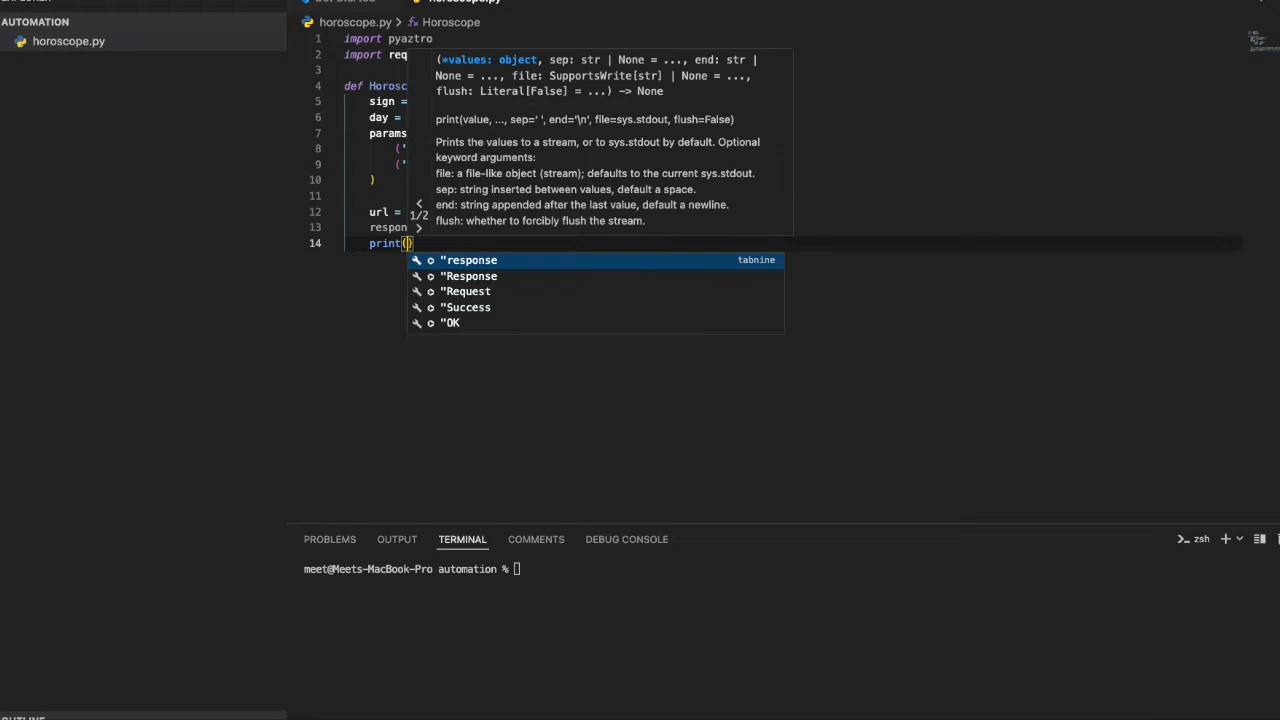 AUTOMATION
horoscope.py
horoscope.py
horoscope.py > Horoscope
1 import pyaztro
2 import req
3
4 def Horosc
5 sign =
6 day =
7 params
8 ('
9 ('
10 )
11
12 url =
13 respon
14 print()
(*values: object, sep: str | None = ..., end: str |
None = ..., file: SupportsWrite[str] | None = ...,
flush: Literal[False] = ...) -> None
print(value, ..., sep=' ', end='\n', file=sys.stdout, flush=False)
Prints the values to a stream, or to sys.stdout by default. Optional
keyword arguments:
file: a file-like object (stream); defaults to the current sys.stdout.
sep: string inserted between values, default a space.
end: string appended after the last value, default a newline.
flush: whether to forcibly flush the stream.
1/2
"response tabnine
"Response
"Request
"Success
"OK
PROBLEMS OUTPUT TERMINAL COMMENTS DEBUG CONSOLE zsh
meet@Meets-MacBook-Pro automation %
OUTLINE